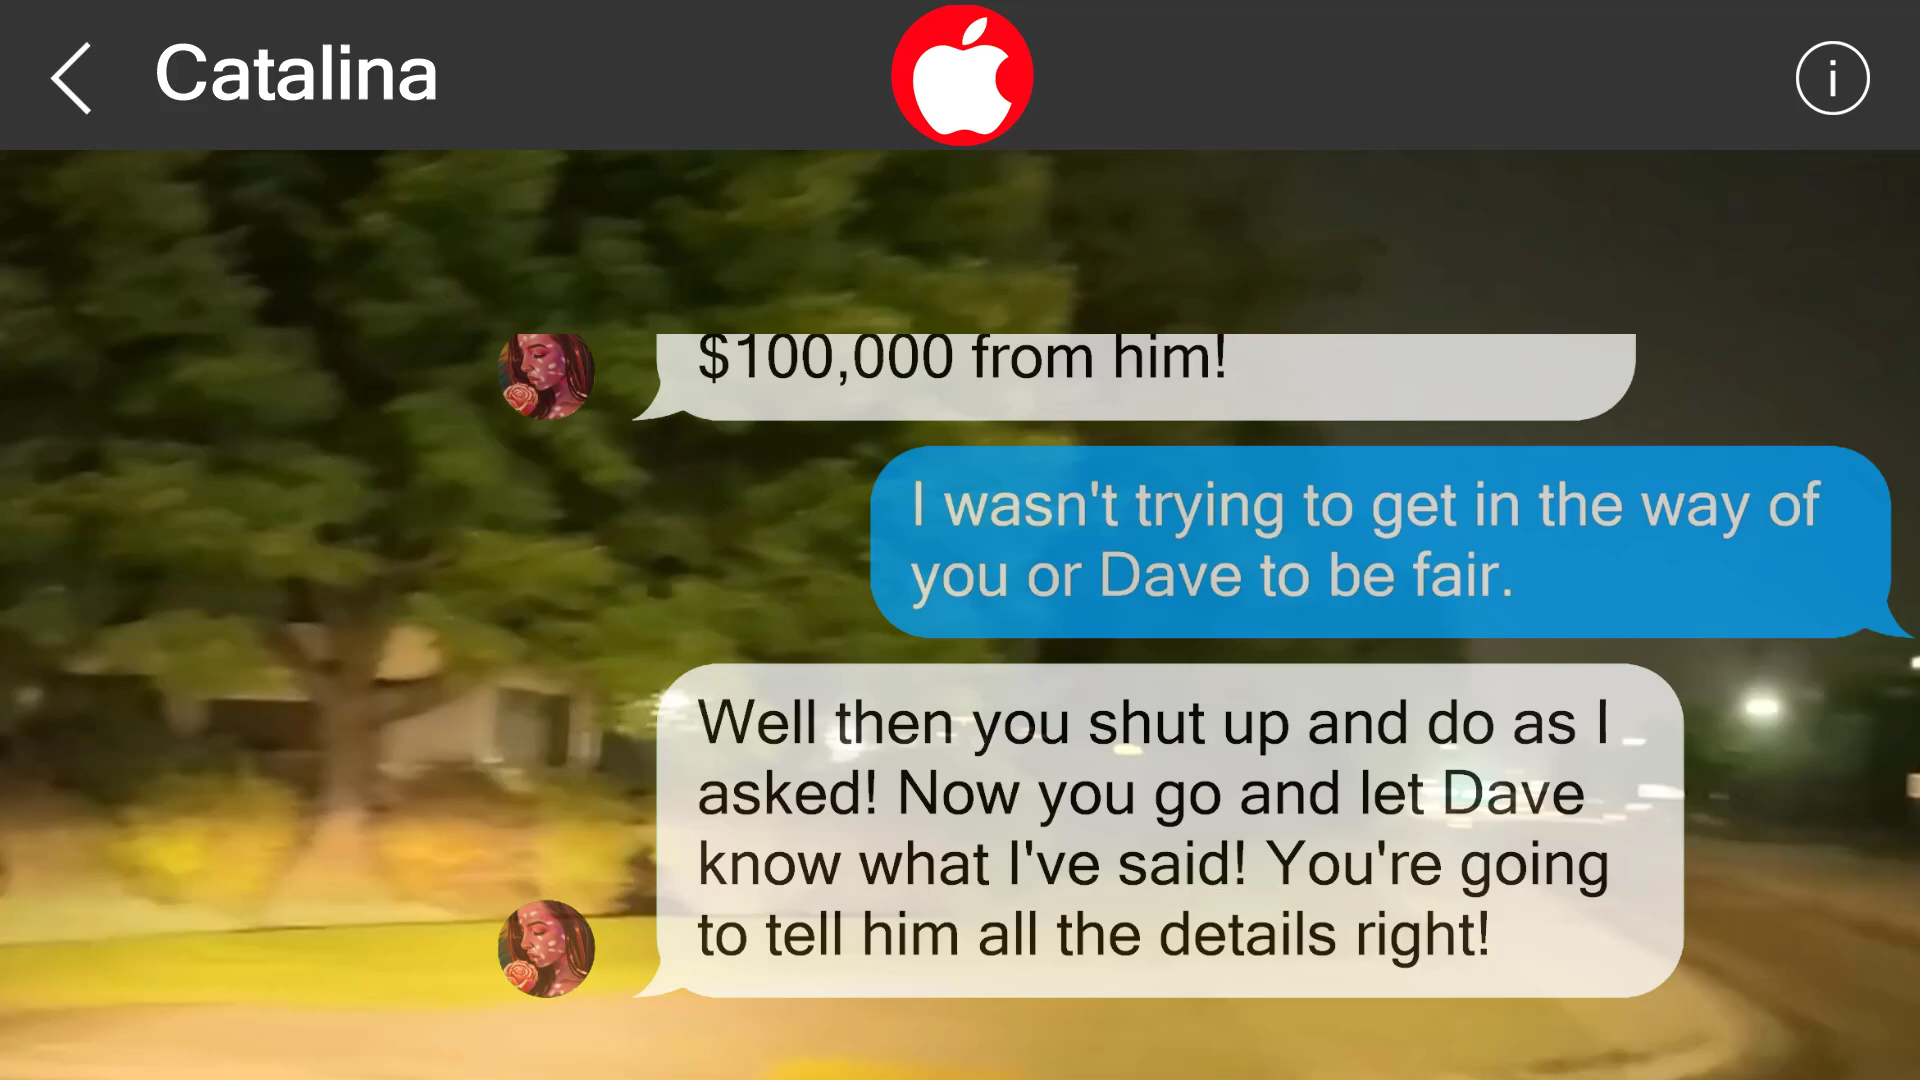 Catalina
i
$100,000 from him!
I wasn't trying to get in the way of
you or Dave to be fair.
Well then you shut up and do as I
asked! Now you go and let Dave
know what I've said! You're going
to tell him all the details right!